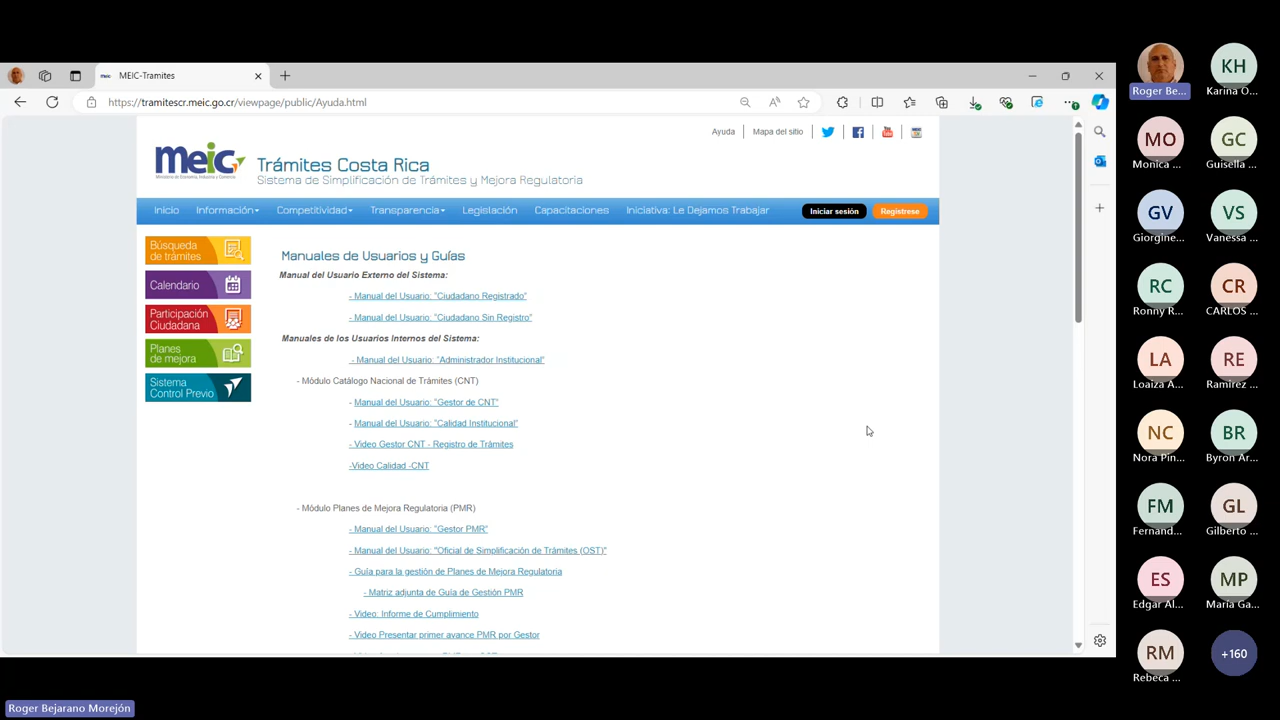 MEIC-Tramites
https://tramitescr.meic.go.cr/viewpage/public/Ayuda.html
Ayuda
Mapa del sitio
meic
Ministerio de Economía, Industria y Comercio
Trámites Costa Rica
Sistema de Simplificación de Trámites y Mejora Regulatoria
Inicio
Información
Competitividad
Transparencia
Legislación
Capacitaciones
Iniciativa: Le Dejamos Trabajar
Iniciar sesión
Regístrese
Búsqueda
de trámites
Calendario
Participación
Ciudadana
Planes
de mejora
Sistema
Control Previo
Manuales de Usuarios y Guías
Manual del Usuario Externo del Sistema:
- Manual del Usuario: "Ciudadano Registrado"
- Manual del Usuario: "Ciudadano Sin Registro"
Manuales de los Usuarios Internos del Sistema:
- Manual del Usuario: "Administrador Institucional"
- Módulo Catálogo Nacional de Trámites (CNT)
- Manual del Usuario: "Gestor de CNT"
- Manual del Usuario: "Calidad Institucional"
- Video Gestor CNT - Registro de Trámites
-Video Calidad -CNT
- Módulo Planes de Mejora Regulatoria (PMR)
- Manual del Usuario: "Gestor PMR"
- Manual del Usuario: "Oficial de Simplificación de Trámites (OST)"
- Guía para la gestión de Planes de Mejora Regulatoria
- Matriz adjunta de Guía de Gestión PMR
- Video: Informe de Cumplimiento
- Video Presentar primer avance PMR por Gestor
Roger Be...
KH
Karina O...
MO
Monica ...
GC
Guisella ...
GV
Giorgine...
VS
Vanessa ...
RC
Ronny R...
CR
CARLOS ...
LA
Loaiza A...
RE
Ramirez ...
NC
Nora Pin...
BR
Byron Ar...
FM
Fernand...
GL
Gilberto ...
ES
Edgar Al...
MP
María Ga...
RM
Rebeca ...
+160
Roger Bejarano Morejón